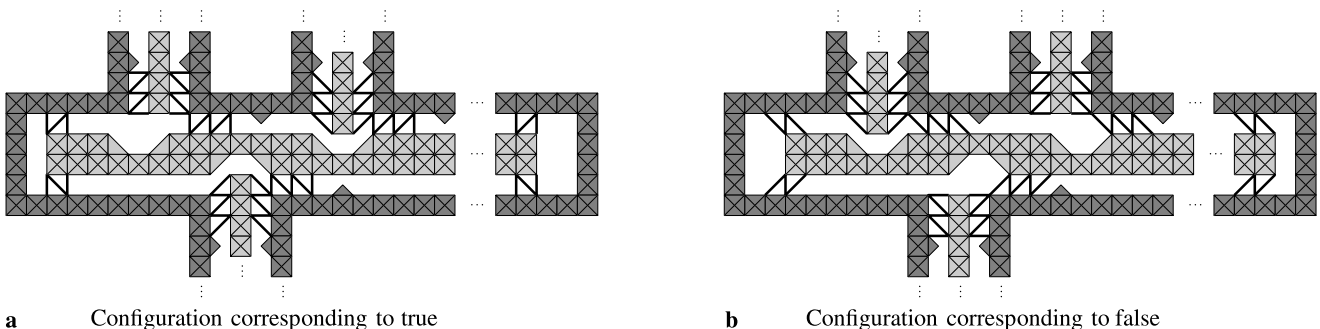 a Configuration corresponding to true
b Configuration corresponding to false